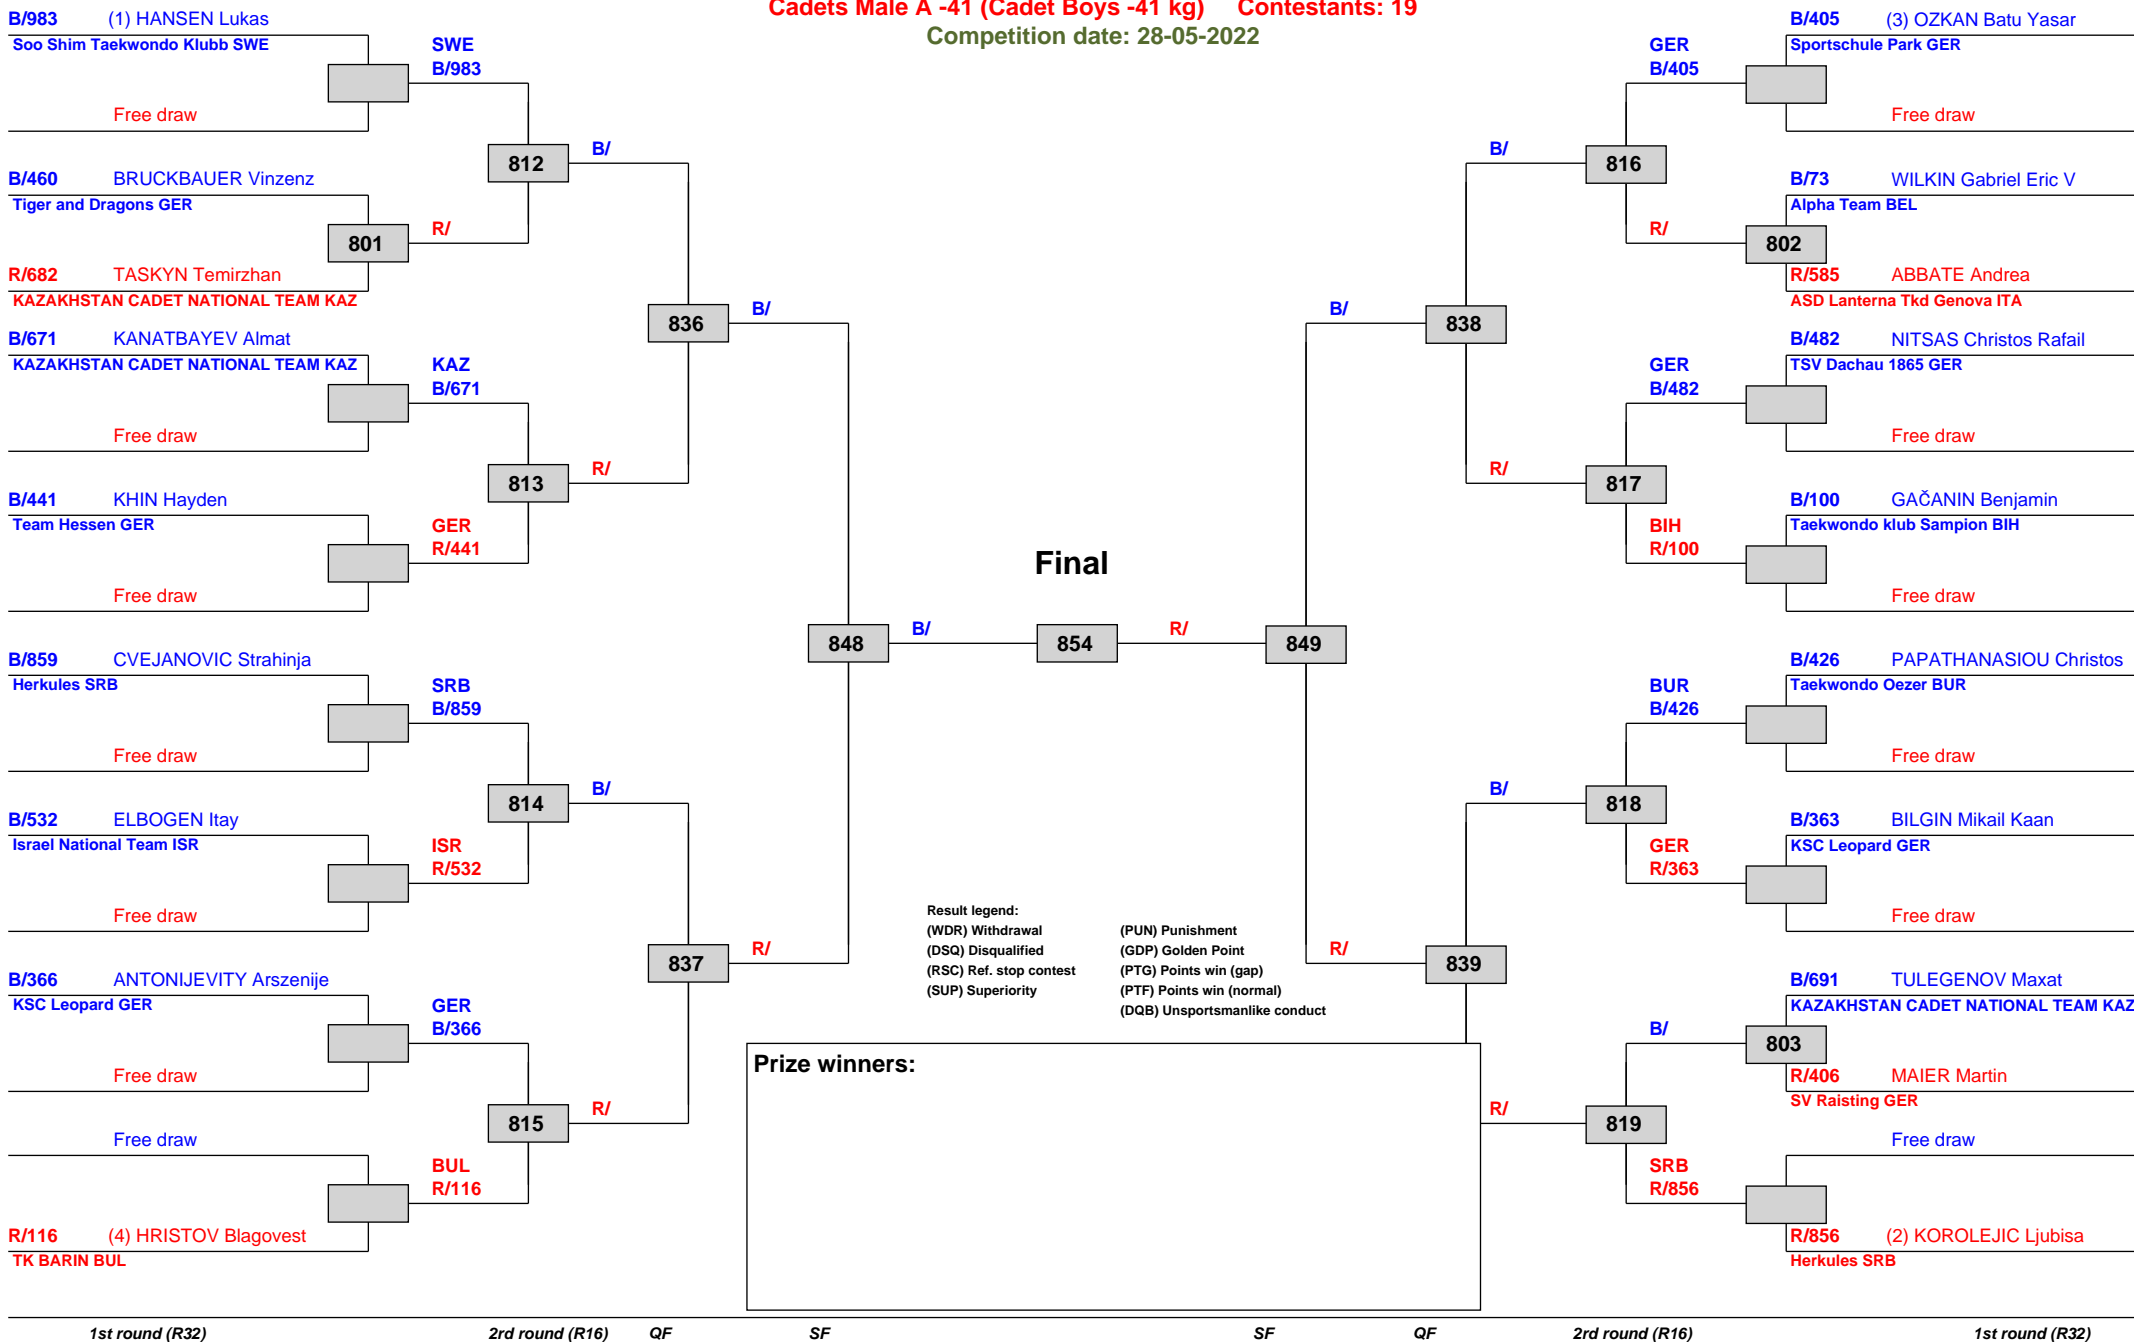 Cadets Male A -41 (Cadet Boys -41 kg) Contestants: 19
Competition date: 28-05-2022
B/983 (1) HANSEN Lukas
Soo Shim Taekwondo Klubb SWE
Free draw
SWE
B/983
B/460 BRUCKBAUER Vinzenz
Tiger and Dragons GER
801
R/682 TASKYN Temirzhan
KAZAKHSTAN CADET NATIONAL TEAM KAZ
R/
812
B/
B/671 KANATBAYEV Almat
KAZAKHSTAN CADET NATIONAL TEAM KAZ
Free draw
KAZ
B/671
B/441 KHIN Hayden
Team Hessen GER
Free draw
GER
R/441
813
R/
836
B/
B/859 CVEJANOVIC Strahinja
Herkules SRB
Free draw
SRB
B/859
B/532 ELBOGEN Itay
Israel National Team ISR
Free draw
ISR
R/532
814
B/
B/366 ANTONIJEVITY Arszenije
KSC Leopard GER
Free draw
GER
B/366
Free draw
R/116 (4) HRISTOV Blagovest
TK BARIN BUL
BUL
R/116
815
R/
837
R/
848
B/
Final
854
R/
849
B/
838
R/
839
B/405 (3) OZKAN Batu Yasar
Sportschule Park GER
Free draw
GER
B/405
B/73 WILKIN Gabriel Eric V
Alpha Team BEL
802
R/585 ABBATE Andrea
ASD Lanterna Tkd Genova ITA
R/
816
B/
B/482 NITSAS Christos Rafail
TSV Dachau 1865 GER
Free draw
GER
B/482
B/100 GAČANIN Benjamin
Taekwondo klub Sampion BIH
Free draw
BIH
R/100
817
R/
B/426 PAPATHANASIOU Christos
Taekwondo Oezer BUR
Free draw
BUR
B/426
B/363 BILGIN Mikail Kaan
KSC Leopard GER
Free draw
GER
R/363
818
B/
B/691 TULEGENOV Maxat
KAZAKHSTAN CADET NATIONAL TEAM KAZ
803
R/406 MAIER Martin
SV Raisting GER
B/
Free draw
R/856 (2) KOROLEJIC Ljubisa
Herkules SRB
SRB
R/856
819
R/
Result legend:
(WDR) Withdrawal (PUN) Punishment
(DSQ) Disqualified (GDP) Golden Point
(RSC) Ref. stop contest (PTG) Points win (gap)
(SUP) Superiority (PTF) Points win (normal)
(DQB) Unsportsmanlike conduct
Prize winners:
1st round (R32) 2rd round (R16) QF SF SF QF 2rd round (R16) 1st round (R32)